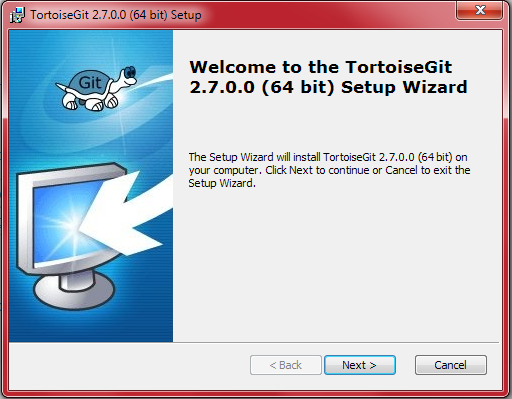 TortoiseGit 2.7.0.0 (64 bit) Setup
Git
Welcome to the TortoiseGit
2.7.0.0 (64 bit) Setup Wizard
The Setup Wizard will install TortoiseGit 2.7.0.0 (64 bit) on
your computer. Click Next to continue or Cancel to exit the
Setup Wizard.
< Back
Next >
Cancel